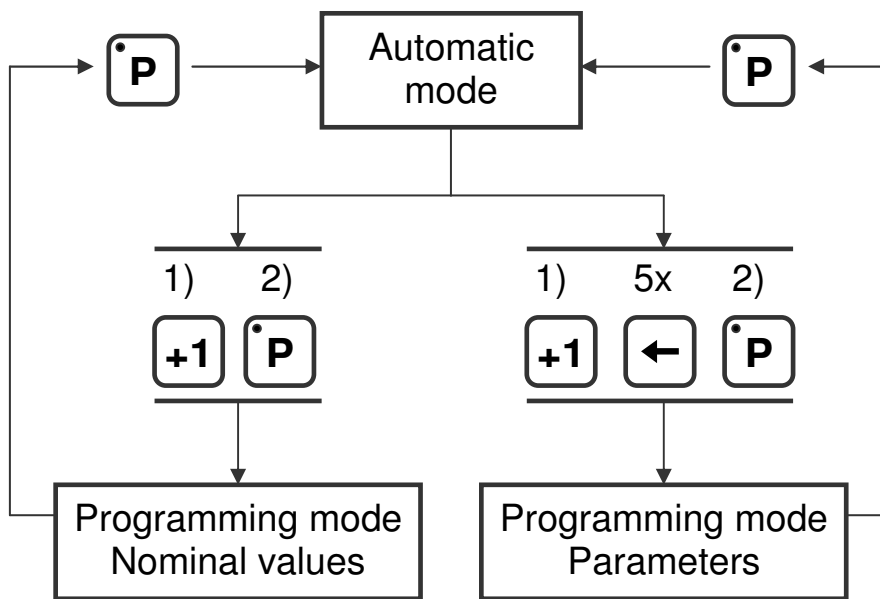 P
Automatic
mode
P
1) 2)
+1 P
1) 5x 2)
+1 ← P
Programming mode
Nominal values
Programming mode
Parameters